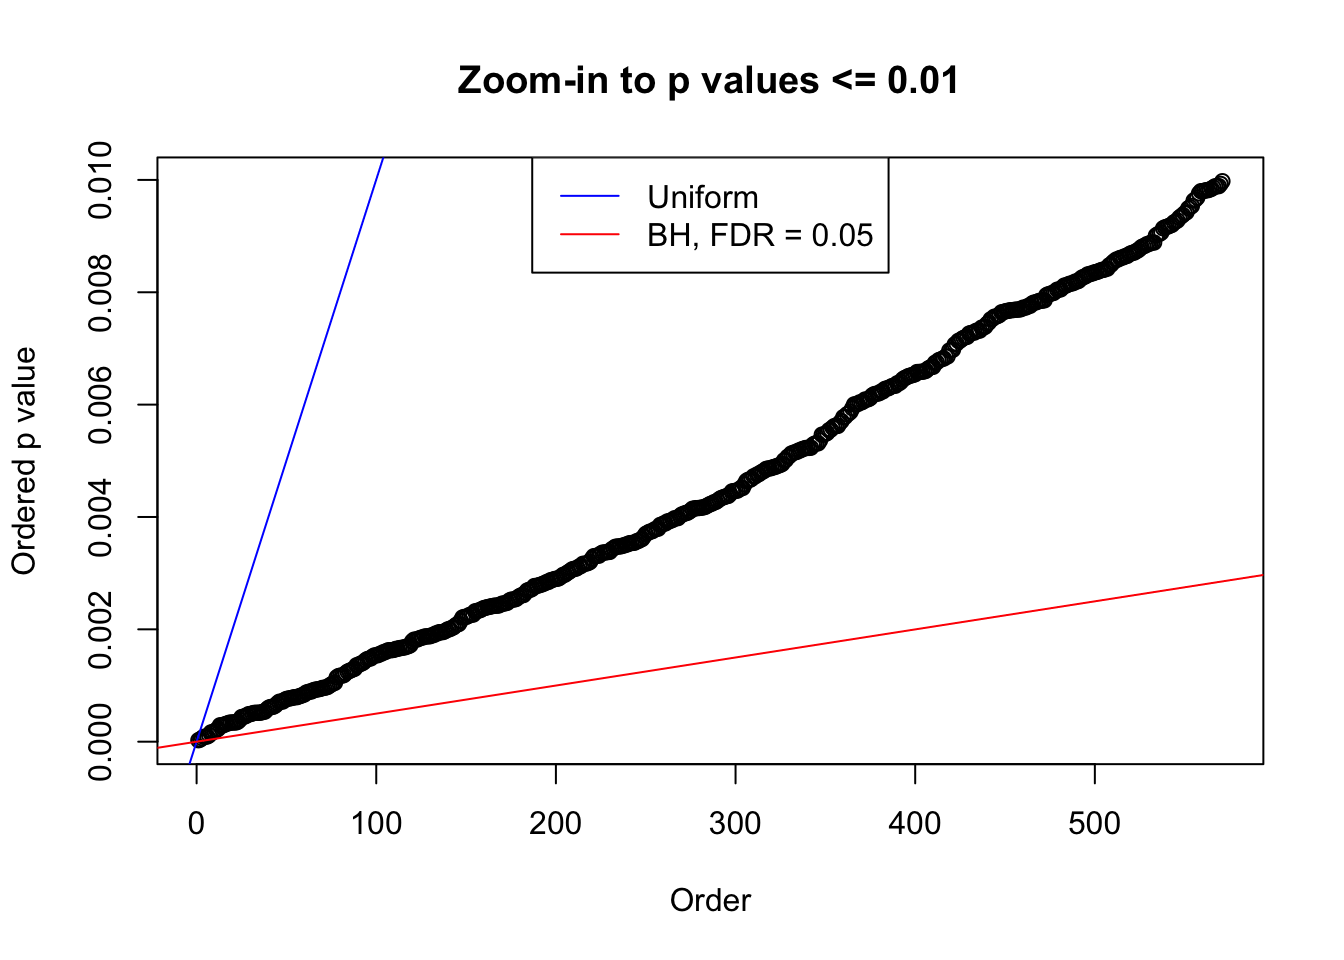 Zoom-in to p values <= 0.01
Uniform
BH, FDR = 0.05
Ordered p value
0.010
0.008
0.006
0.004
0.002
0.000
0 100 200 300 400 500
Order